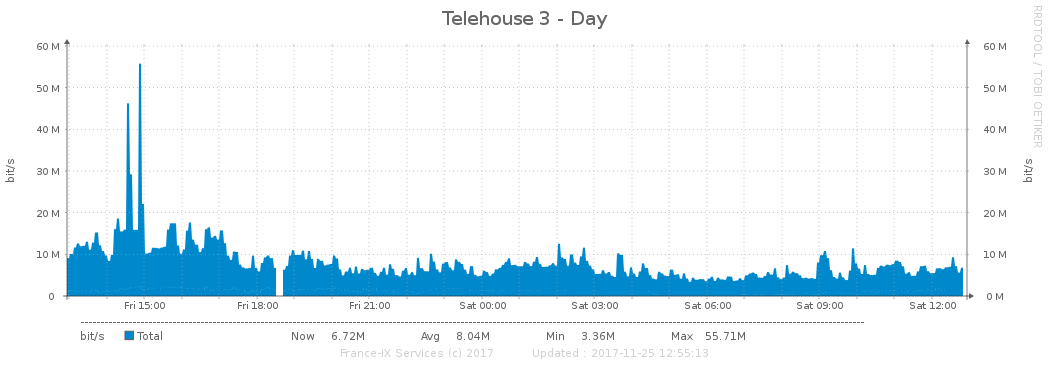 Telehouse 3 - Day
RRDTOOL / TOBI OETIKER
60 M 60 M
50 M 50 M
40 M 40 M
30 M 30 M
20 M 20 M
10 M 10 M
0 0 M
bit/s bit/s
Fri 15:00 Fri 18:00 Fri 21:00 Sat 00:00 Sat 03:00 Sat 06:00 Sat 09:00 Sat 12:00
bit/s Total Now 6.72M Avg 8.04M Min 3.36M Max 55.71M
France-IX Services (c) 2017 Updated : 2017-11-25 12:55:13